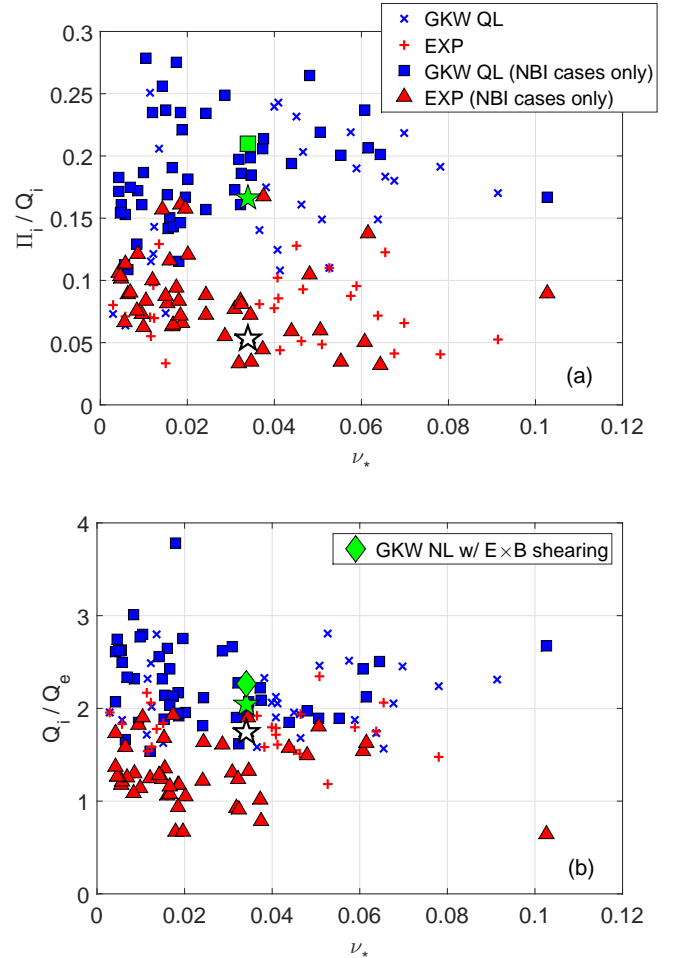 GKW QL
EXP
GKW QL (NBI cases only)
EXP (NBI cases only)
0.3
0.25
0.2
0.15
0.1
0.05
0
Π_i / Q_i
(a)
0 0.02 0.04 0.06 0.08 0.1 0.12
ν_*
GKW NL w/ E×B shearing
4
3
2
1
0
Q_i / Q_e
(b)
0 0.02 0.04 0.06 0.08 0.1 0.12
ν_*